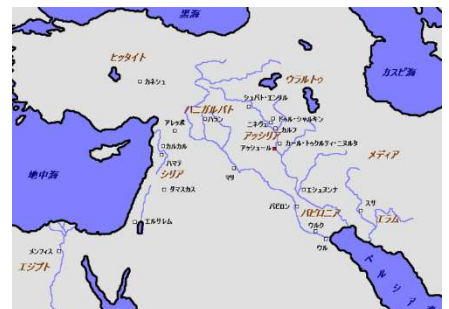 黒海
カスピ海
ヒッタイト
カネシュ
ウラルトゥ
シュバト・エンリル
ハニガルバト
ハラン
ドゥル・シャルキン
ニネヴェ
カルフ
アッシリア
アレッポ
カールトゥクルティ・ニヌルタ
アッシュール
メディア
カルカル
ハマテ
シリア
地中海
マリ
ダマスカス
エシュヌンナ
スサ
バビロン
バビロニア
エラム
エルサレム
ウルク
ウル
メンフィス
エジプト
ペルシア